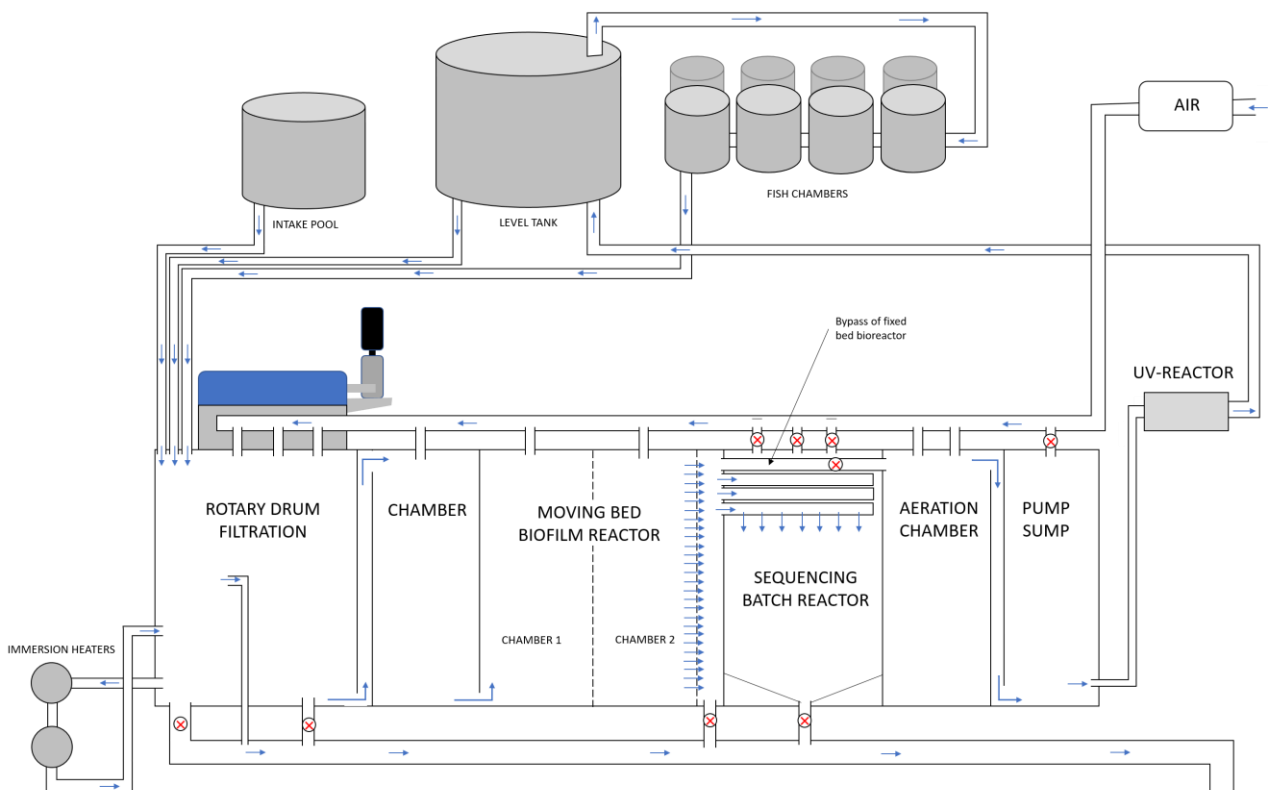 AIR
INTAKE POOL
LEVEL TANK
FISH CHAMBERS
Bypass of fixed
bed bioreactor
UV-REACTOR
ROTARY DRUM
FILTRATION
CHAMBER
MOVING BED
BIOFILM REACTOR
CHAMBER 1
CHAMBER 2
SEQUENCING
BATCH REACTOR
AERATION
CHAMBER
PUMP
SUMP
IMMERSION HEATERS